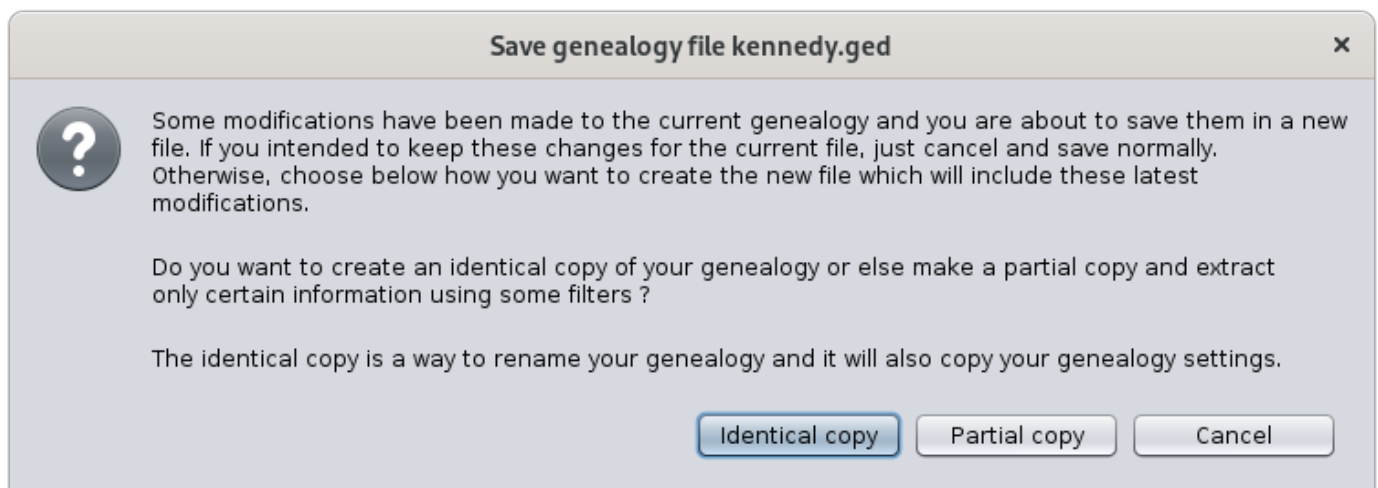 Save genealogy file kennedy.ged
Some modifications have been made to the current genealogy and you are about to save them in a new
file. If you intended to keep these changes for the current file, just cancel and save normally.
Otherwise, choose below how you want to create the new file which will include these latest
modifications.
Do you want to create an identical copy of your genealogy or else make a partial copy and extract
only certain information using some filters ?
The identical copy is a way to rename your genealogy and it will also copy your genealogy settings.
Identical copy Partial copy Cancel